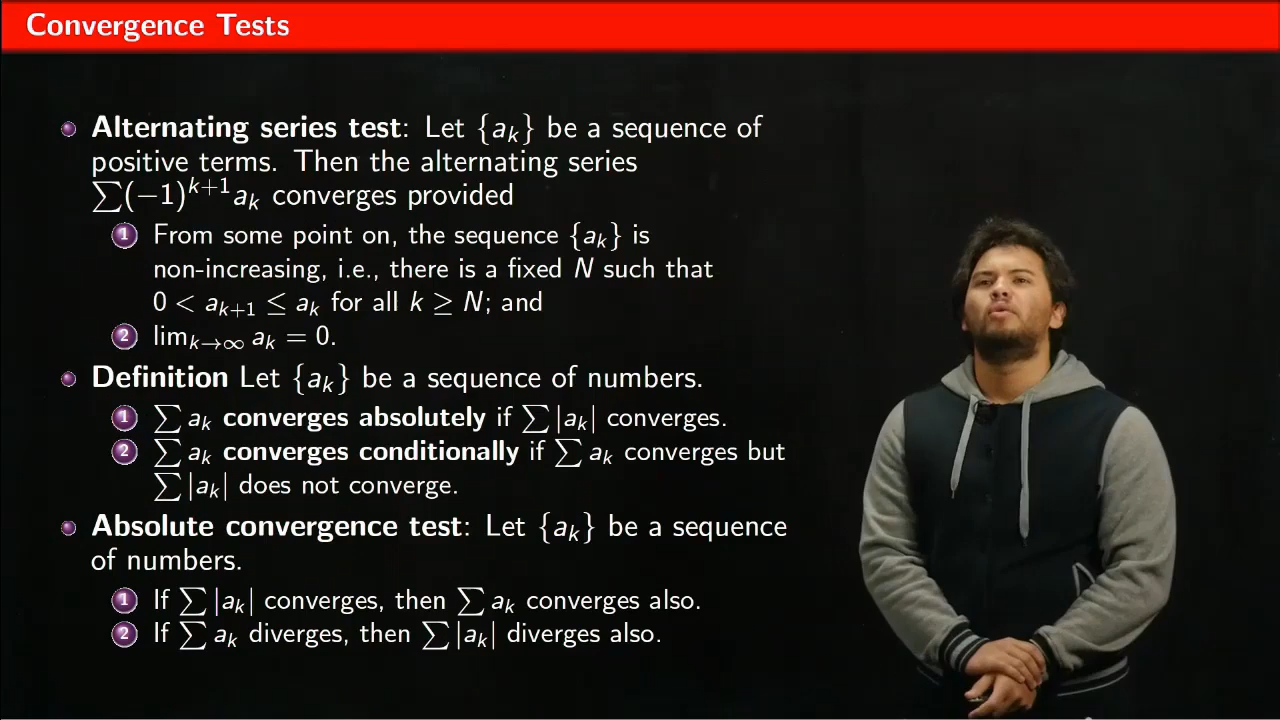 Convergence Tests
Alternating series test: Let {a_k} be a sequence of
positive terms. Then the alternating series
∑(−1)^{k+1} a_k converges provided
1 From some point on, the sequence {a_k} is
non-increasing, i.e., there is a fixed N such that
0 < a_{k+1} ≤ a_k for all k ≥ N; and
2 lim_{k→∞} a_k = 0.
Definition Let {a_k} be a sequence of numbers.
1 ∑ a_k converges absolutely if ∑ |a_k| converges.
2 ∑ a_k converges conditionally if ∑ a_k converges but
∑ |a_k| does not converge.
Absolute convergence test: Let {a_k} be a sequence
of numbers.
1 If ∑ |a_k| converges, then ∑ a_k converges also.
2 If ∑ a_k diverges, then ∑ |a_k| diverges also.